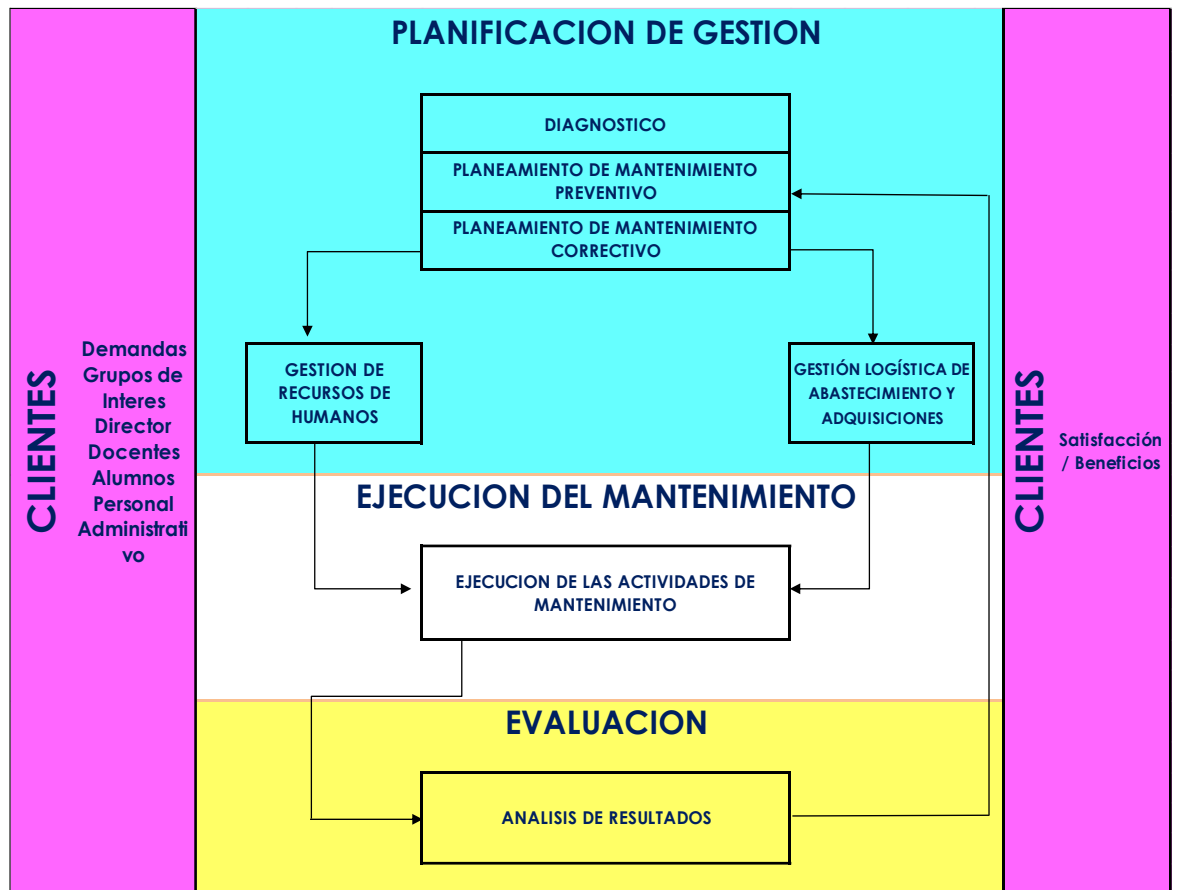 PLANIFICACION DE GESTION
DIAGNOSTICO
PLANEAMIENTO DE MANTENIMIENTO
PREVENTIVO
PLANEAMIENTO DE MANTENIMIENTO
CORRECTIVO
CLIENTES
Demandas
Grupos de
Interes
Director
Docentes
Alumnos
Personal
Administrati
vo
GESTION DE
RECURSOS DE
HUMANOS
GESTIÓN LOGÍSTICA DE
ABASTECIMIENTO Y
ADQUISICIONES
CLIENTES
Satisfacción
/ Beneficios
EJECUCION DEL MANTENIMIENTO
EJECUCION DE LAS ACTIVIDADES DE
MANTENIMIENTO
EVALUACION
ANALISIS DE RESULTADOS